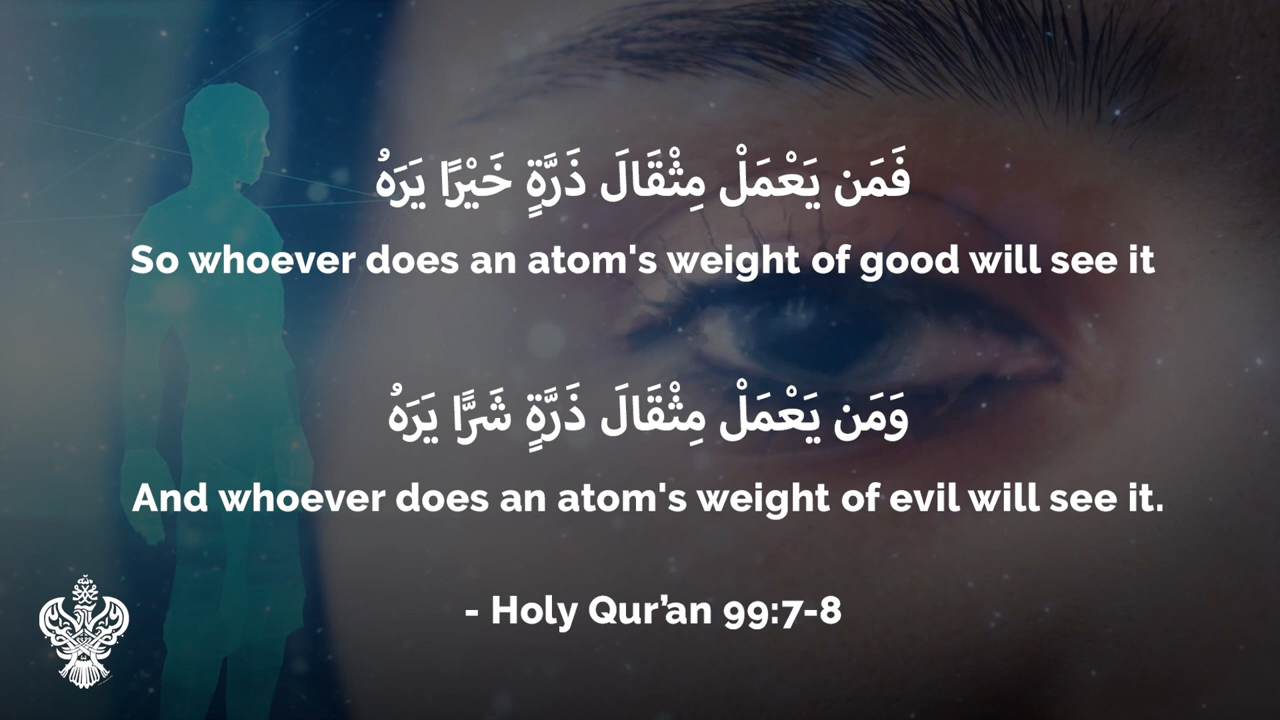 فَمَن يَعْمَلْ مِثْقَالَ ذَرَّةٍ خَيْرًا يَرَهُ
So whoever does an atom's weight of good will see it
وَمَن يَعْمَلْ مِثْقَالَ ذَرَّةٍ شَرًّا يَرَهُ
And whoever does an atom's weight of evil will see it.
- Holy Qur’an 99:7-8